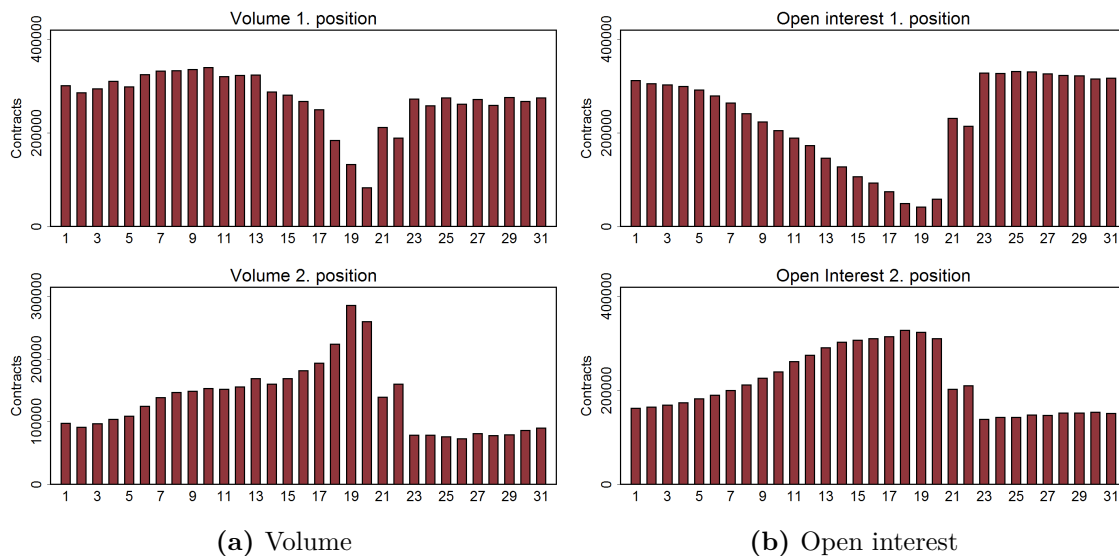 Volume 1. position
Contracts
0 200000 400000
1 3 5 7 9 11 13 15 17 19 21 23 25 27 29 31
Open interest 1. position
Contracts
0 200000 400000
1 3 5 7 9 11 13 15 17 19 21 23 25 27 29 31
Volume 2. position
Contracts
0 100000 200000 300000
1 3 5 7 9 11 13 15 17 19 21 23 25 27 29 31
Open Interest 2. position
Contracts
0 200000 400000
1 3 5 7 9 11 13 15 17 19 21 23 25 27 29 31
(a) Volume
(b) Open interest